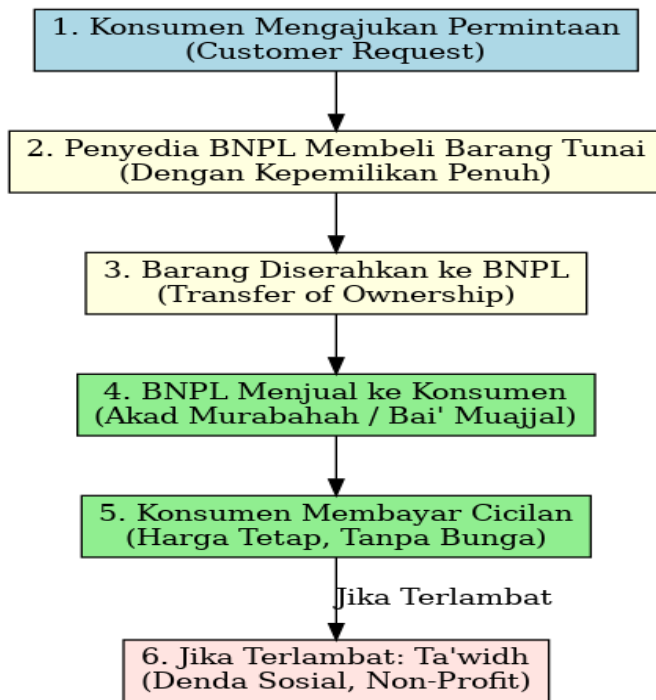 1. Konsumen Mengajukan Permintaan
(Customer Request)
2. Penyedia BNPL Membeli Barang Tunai
(Dengan Kepemilikan Penuh)
3. Barang Diserahkan ke BNPL
(Transfer of Ownership)
4. BNPL Menjual ke Konsumen
(Akad Murabahah / Bai' Muajjal)
5. Konsumen Membayar Cicilan
(Harga Tetap, Tanpa Bunga)
Jika Terlambat
6. Jika Terlambat: Ta'widh
(Denda Sosial, Non-Profit)